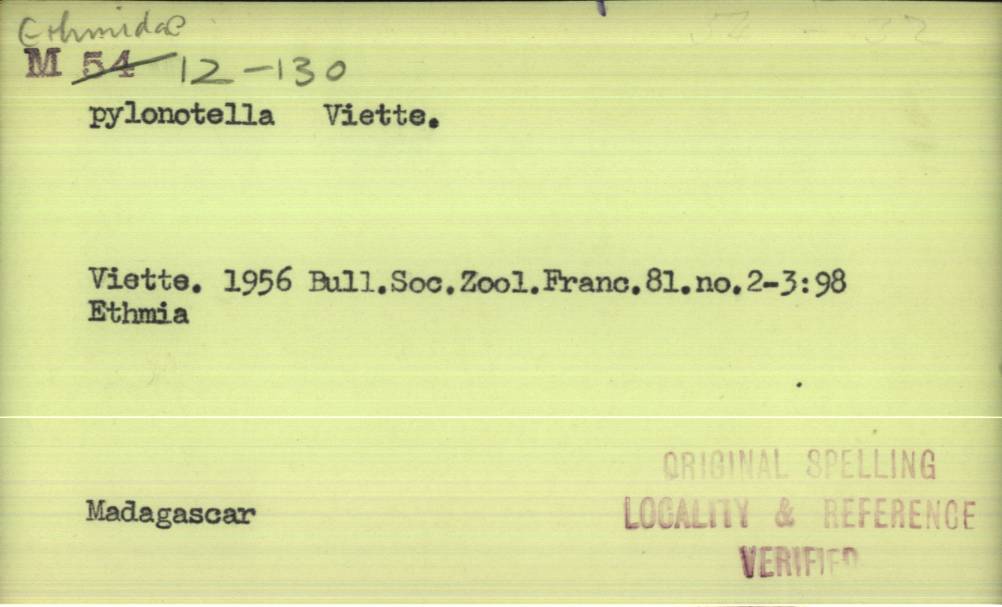 Ethmidae
M 54 12-130
pylonotella Viette.
Viette. 1956 Bull.Soc.Zool.Franc.81.no.2-3:98
Ethmia
Madagascar
ORIGINAL SPELLING
LOCALITY & REFERENCE
VERIFIED